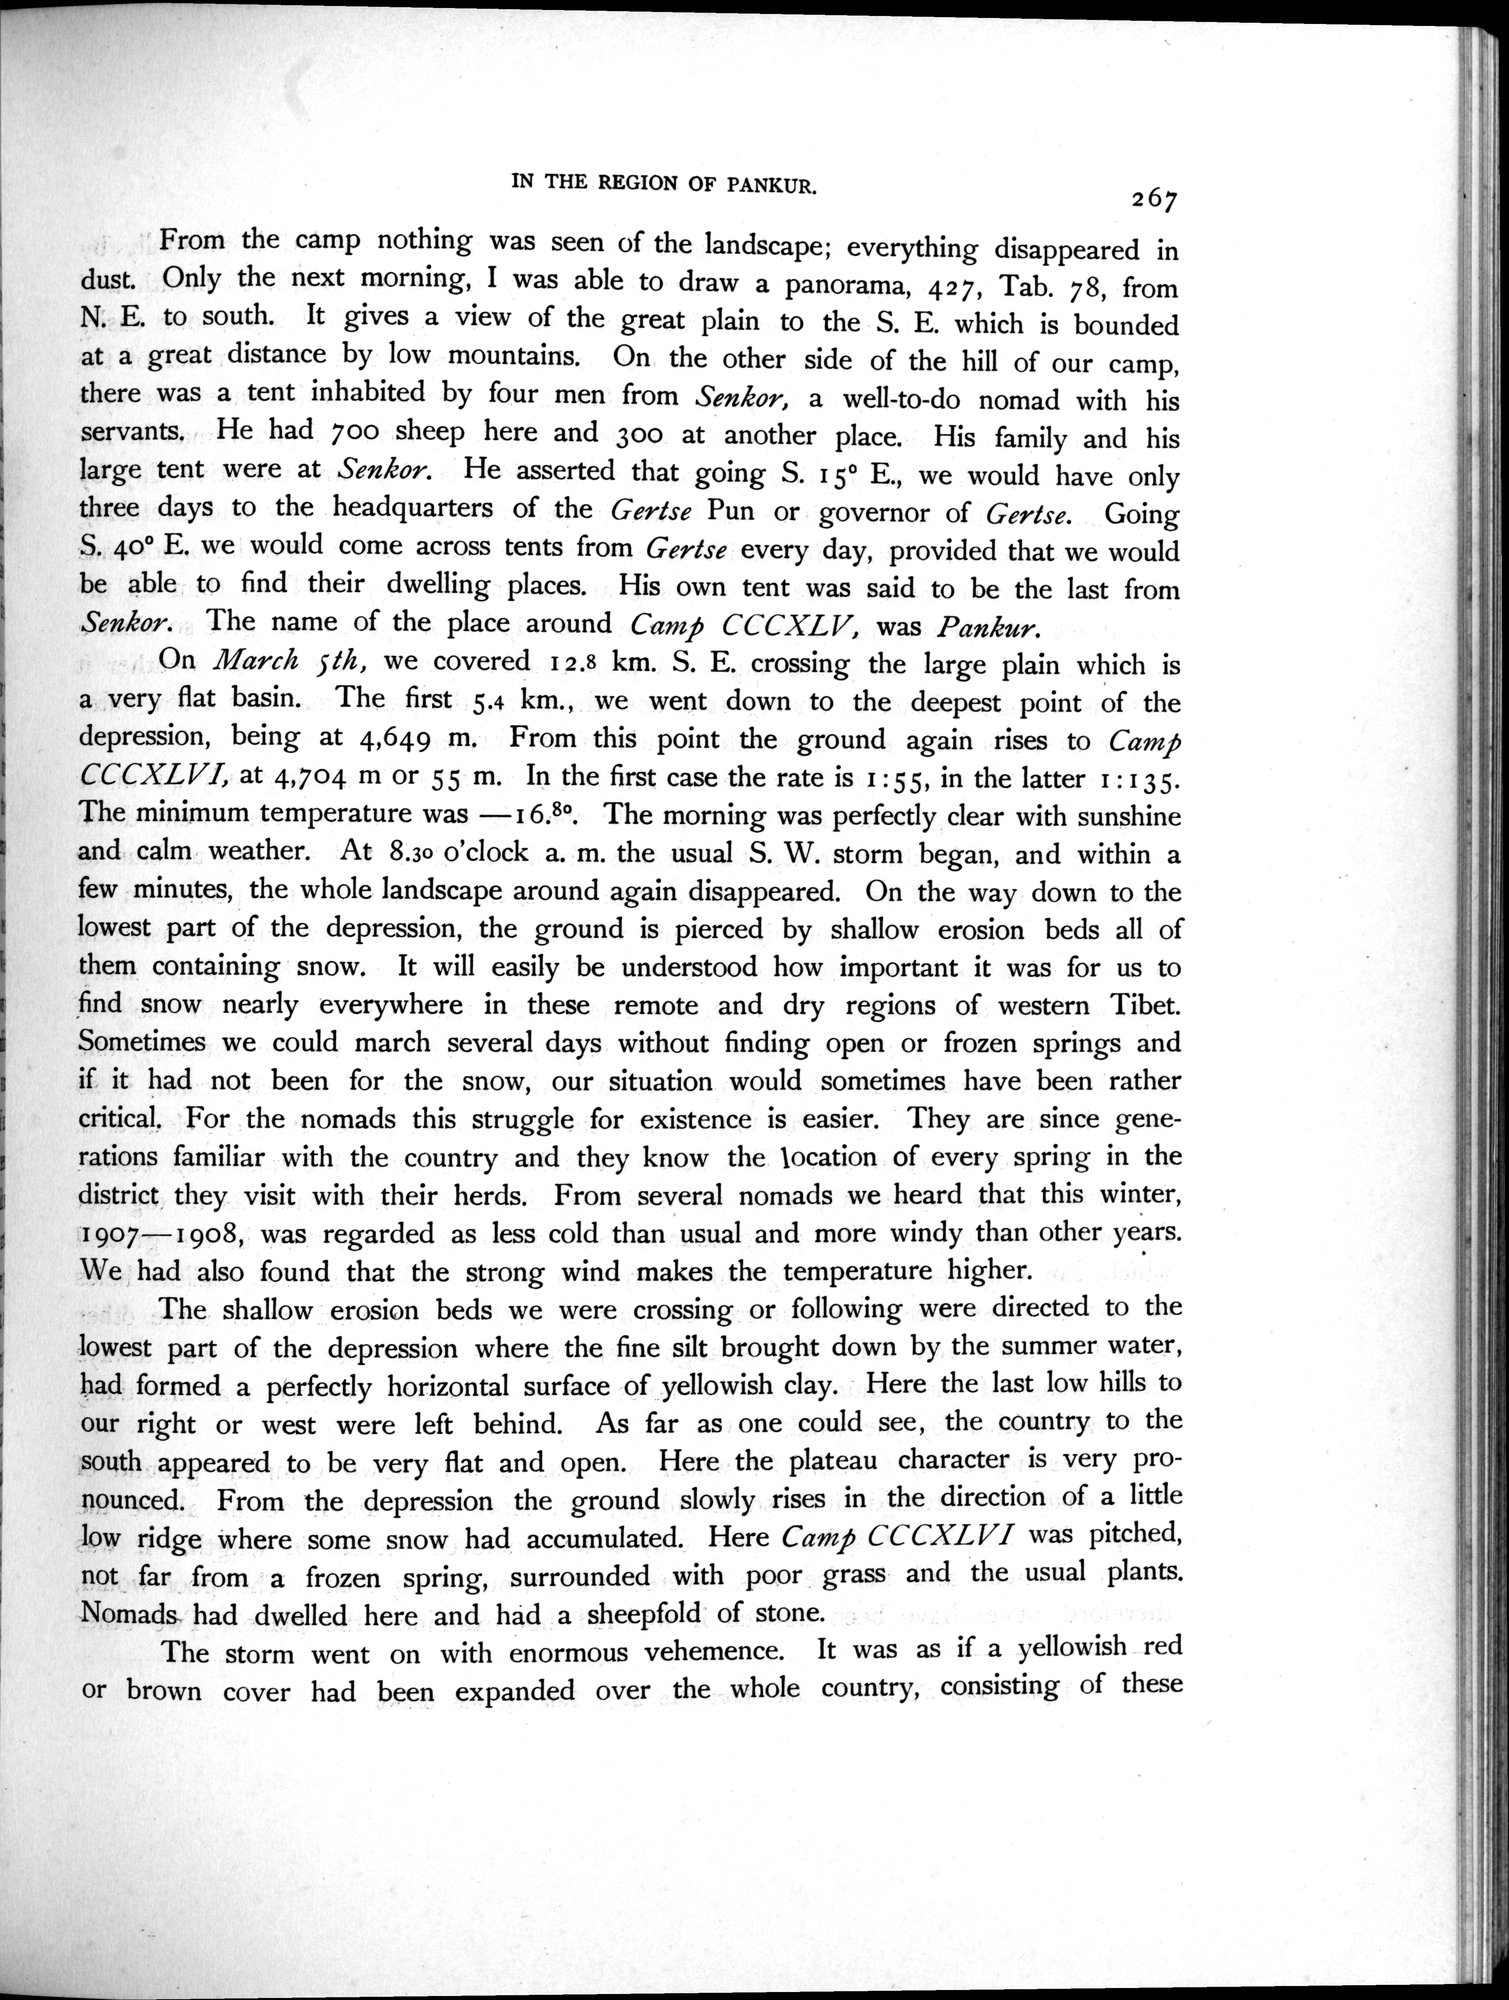 IN THE REGION OF PANKUR.
267
From the camp nothing was seen of the landscape; everything disappeared in
dust. Only the next morning, I was able to draw a panorama, 427, Tab. 78, from
N. E. to south. It gives a view of the great plain to the S. E. which is bounded
at a great distance by low mountains. On the other side of the hill of our camp,
there was a tent inhabited by four men from Senkor, a well-to-do nomad with his
servants. He had 700 sheep here and 300 at another place. His family and his
large tent were at Senkor. He asserted that going S. 15° E., we would have only
three days to the headquarters of the Gertse Pun or governor of Gertse. Going
S. 40° E. we would come across tents from Gertse every day, provided that we would
be able to find their dwelling places. His own tent was said to be the last from
Senkor. The name of the place around Camp CCCXLV, was Pankur.
On March 5th, we covered 12.8 km. S. E. crossing the large plain which is
a very flat basin. The first 5.4 km., we went down to the deepest point of the
depression, being at 4,649 m. From this point the ground again rises to Camp
CCCXLVI, at 4,704 m or 55 m. In the first case the rate is 1:55, in the latter 1:135.
The minimum temperature was —16.8°. The morning was perfectly clear with sunshine
and calm weather. At 8.30 o'clock a. m. the usual S. W. storm began, and within a
few minutes, the whole landscape around again disappeared. On the way down to the
lowest part of the depression, the ground is pierced by shallow erosion beds all of
them containing snow. It will easily be understood how important it was for us to
find snow nearly everywhere in these remote and dry regions of western Tibet.
Sometimes we could march several days without finding open or frozen springs and
if it had not been for the snow, our situation would sometimes have been rather
critical. For the nomads this struggle for existence is easier. They are since gene-
rations familiar with the country and they know the location of every spring in the
district they visit with their herds. From several nomads we heard that this winter,
1907—1908, was regarded as less cold than usual and more windy than other years.
We had also found that the strong wind makes the temperature higher.
The shallow erosion beds we were crossing or following were directed to the
lowest part of the depression where the fine silt brought down by the summer water,
had formed a perfectly horizontal surface of yellowish clay. Here the last low hills to
our right or west were left behind. As far as one could see, the country to the
south appeared to be very flat and open. Here the plateau character is very pro-
nounced. From the depression the ground slowly rises in the direction of a little
low ridge where some snow had accumulated. Here Camp CCCXLVI was pitched,
not far from a frozen spring, surrounded with poor grass and the usual plants.
Nomads had dwelled here and had a sheepfold of stone.
The storm went on with enormous vehemence. It was as if a yellowish red
or brown cover had been expanded over the whole country, consisting of these